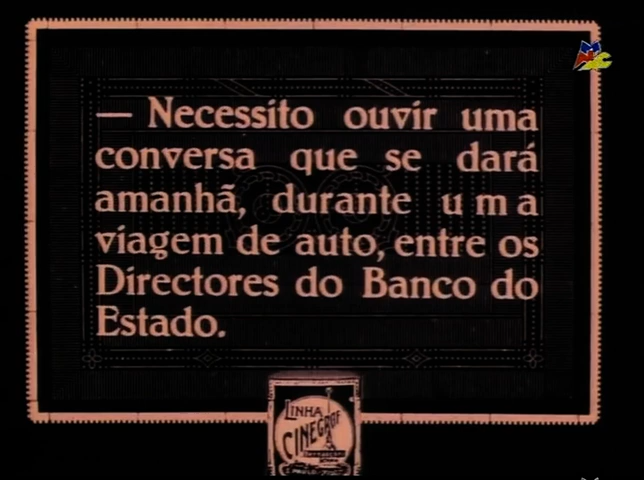 — Necessito ouvir uma
conversa que se dará
amanhã, durante uma
viagem de auto, entre os
Directores do Banco do
Estado.
LINHA
CINEGRAF